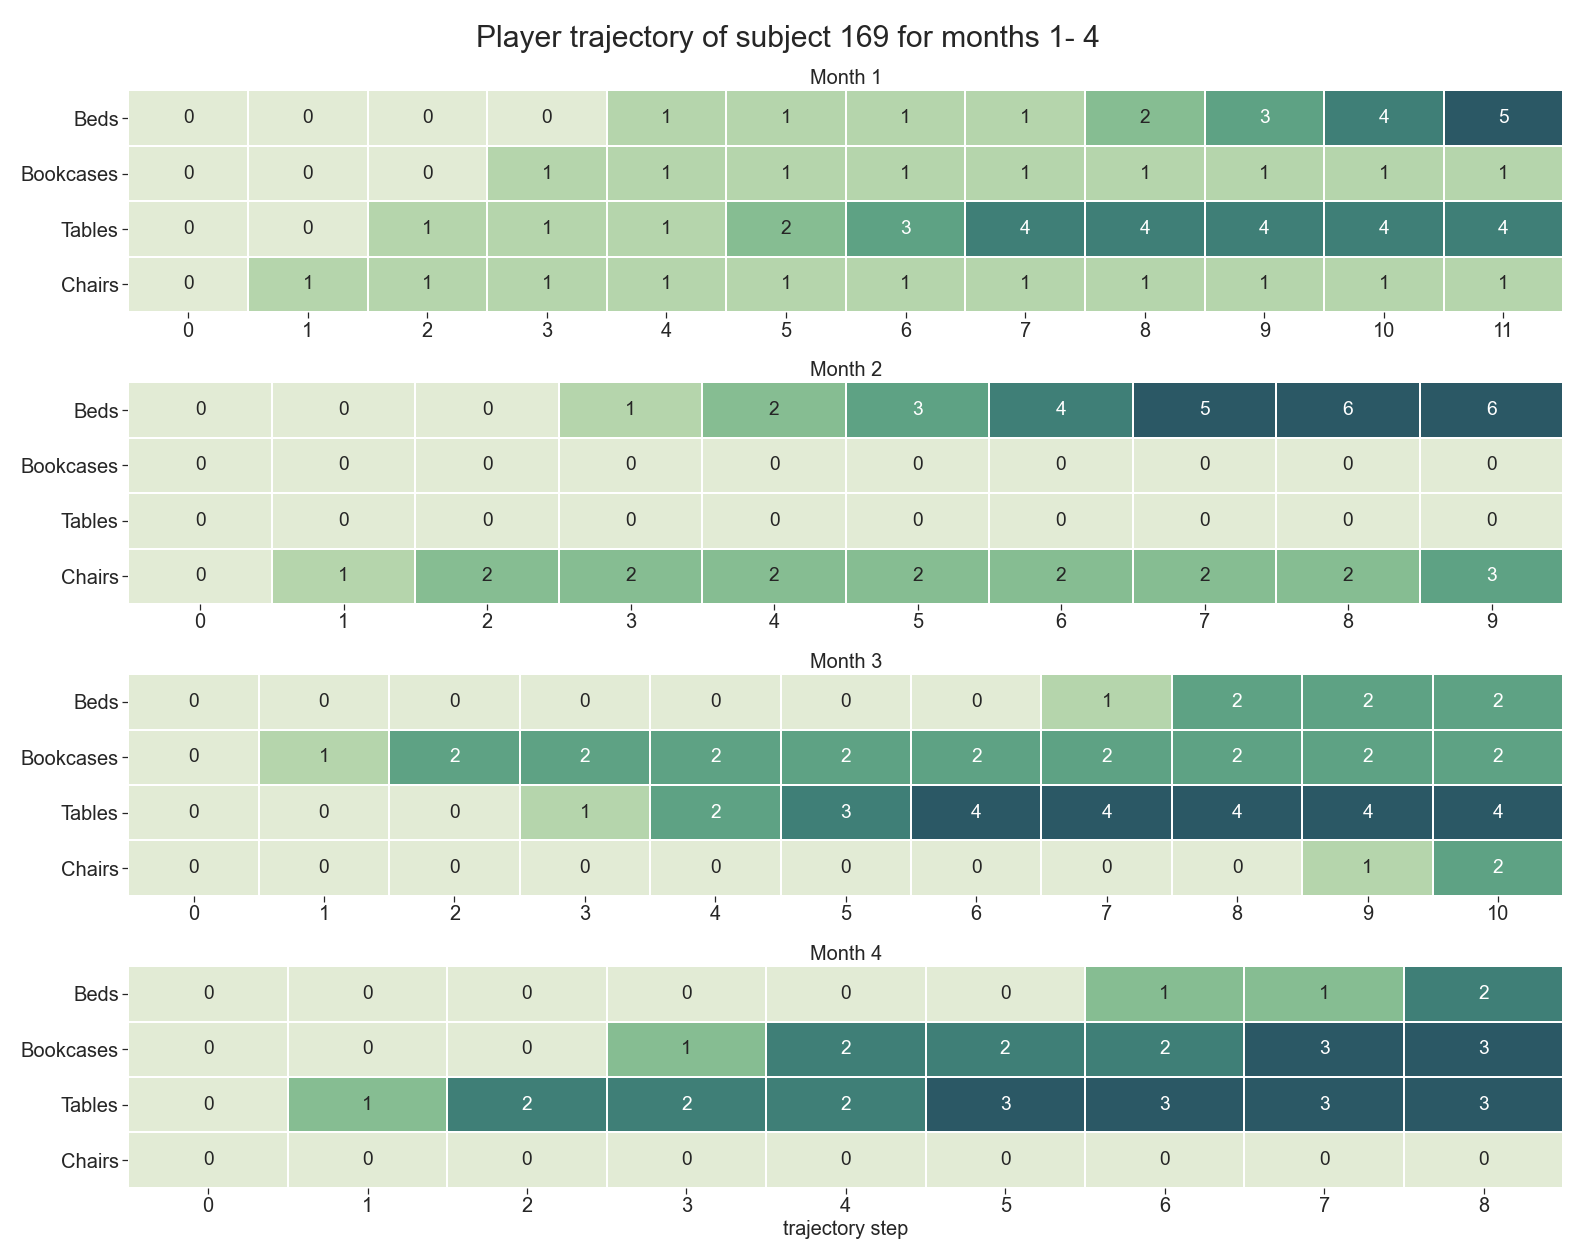 Player trajectory of subject 169 for months 1- 4
Month 1
Beds 0 0 0 0 1 1 1 1 2 3 4 5
Bookcases 0 0 0 1 1 1 1 1 1 1 1 1
Tables 0 0 1 1 1 2 3 4 4 4 4 4
Chairs 0 1 1 1 1 1 1 1 1 1 1 1
0 1 2 3 4 5 6 7 8 9 10 11
Month 2
Beds 0 0 0 1 2 3 4 5 6 6
Bookcases 0 0 0 0 0 0 0 0 0 0
Tables 0 0 0 0 0 0 0 0 0 0
Chairs 0 1 2 2 2 2 2 2 2 3
0 1 2 3 4 5 6 7 8 9
Month 3
Beds 0 0 0 0 0 0 0 1 2 2 2
Bookcases 0 1 2 2 2 2 2 2 2 2 2
Tables 0 0 0 1 2 3 4 4 4 4 4
Chairs 0 0 0 0 0 0 0 0 0 1 2
0 1 2 3 4 5 6 7 8 9 10
Month 4
Beds 0 0 0 0 0 0 1 1 2
Bookcases 0 0 0 1 2 2 2 3 3
Tables 0 1 2 2 2 3 3 3 3
Chairs 0 0 0 0 0 0 0 0 0
0 1 2 3 4 5 6 7 8
trajectory step